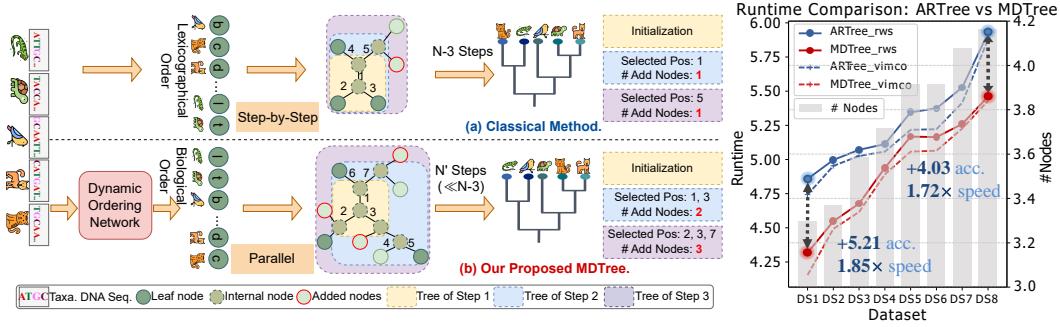 ATTGC..
TACCA..
GCAATT
CATGAT..
TGCAA..
Dynamic
Ordering
Network
Lexicographical
Order
b
c
d
...
l
t
Step-by-Step
4
5
3
2
1
N-3 Steps
Initialization
Selected Pos: 1
# Add Nodes: 1
Selected Pos: 5
# Add Nodes: 1
(a) Classical Method.
Biological
Order
l
t
b
...
d
c
Parallel
6
7
1
2
3
4
5
N' Steps
(≪N-3)
Initialization
Selected Pos: 1, 3
# Add Nodes: 2
Selected Pos: 2, 3, 7
# Add Nodes: 3
(b) Our Proposed MDTree.
ATGC Taxa. DNA Seq.
Leaf node
Internal node
Added nodes
Tree of Step 1
Tree of Step 2
Tree of Step 3
Runtime Comparison: ARTree vs MDTree
ARTree_rws
MDTree_rws
ARTree_vimco
MDTree_vimco
# Nodes
Runtime
6.00
5.75
5.50
5.25
5.00
4.75
4.50
4.25
+4.03 acc.
1.72× speed
+5.21 acc.
1.85× speed
#Nodes
4.2
4.0
3.8
3.6
3.4
3.2
3.0
DS1 DS2 DS3 DS4 DS5 DS6 DS7 DS8
Dataset